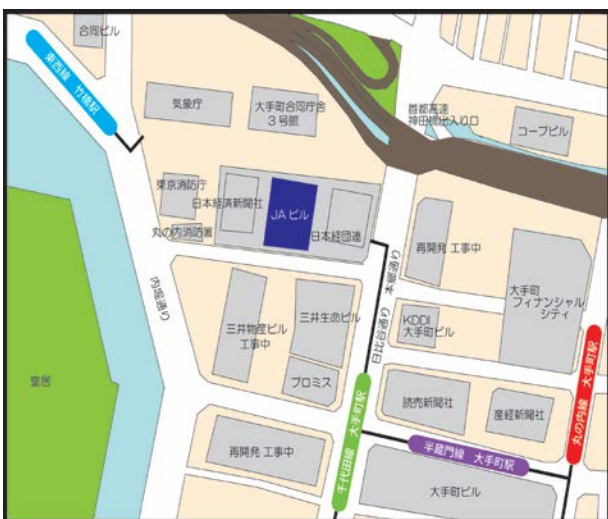 合同ビル
東西線 竹橋駅
気象庁
大手町合同庁舎
3号館
首都高速
神田橋出入り口
コープビル
東京消防庁
日本経済新聞社
JAビル
丸の内消防署
日本経団連
再開発 工事中
内堀通り
日比谷通り 本郷通り
大手町
フィナンシャル
シティ
三井物産ビル
工事中
三井生命ビル
KDDI
大手町ビル
皇居
プロミス
読売新聞社
産経新聞社
丸の内線 大手町駅
千代田線 大手町駅
半蔵門線 大手町駅
再開発 工事中
大手町ビル